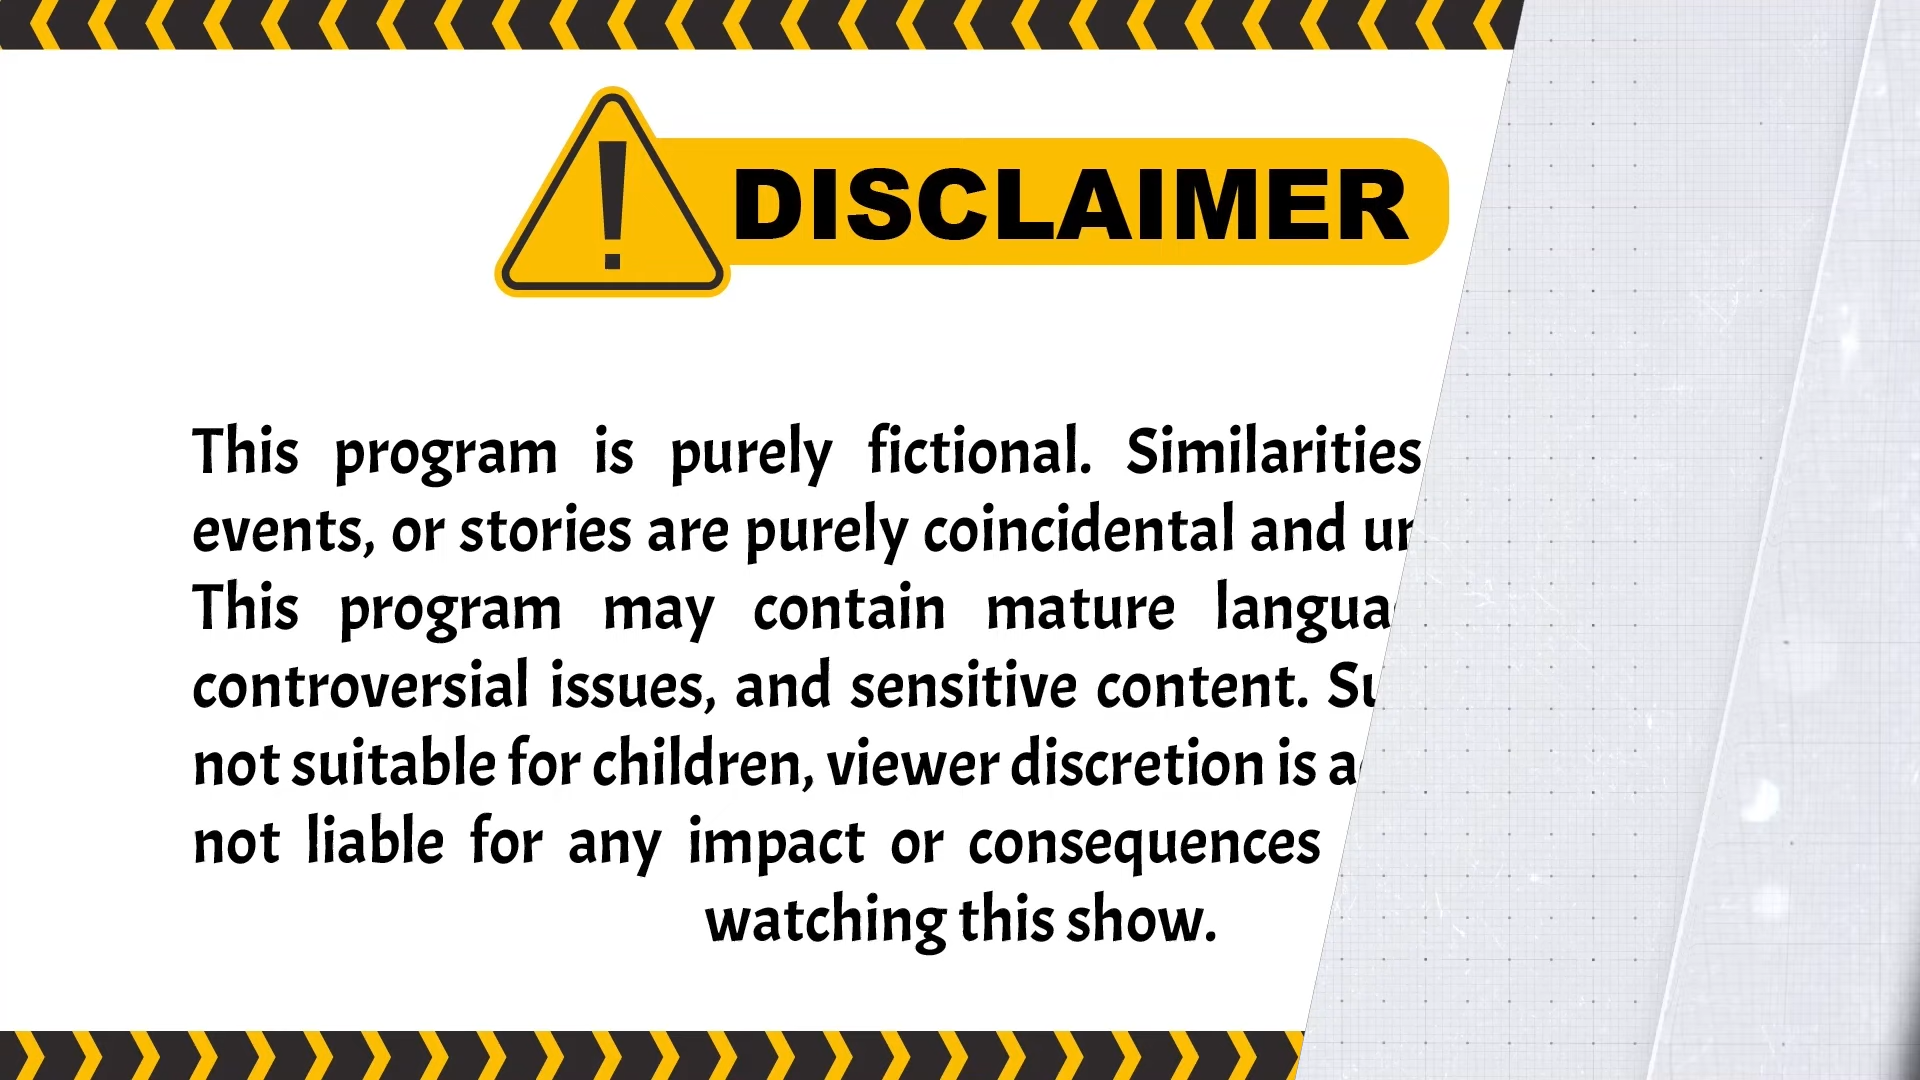 DISCLAIMER
This program is purely fictional. Similarities
events, or stories are purely coincidental and
This program may contain mature
controversial issues, and sensitive content.
not suitable for children, viewer discretion is
not liable for any impact or consequences
watching this show.